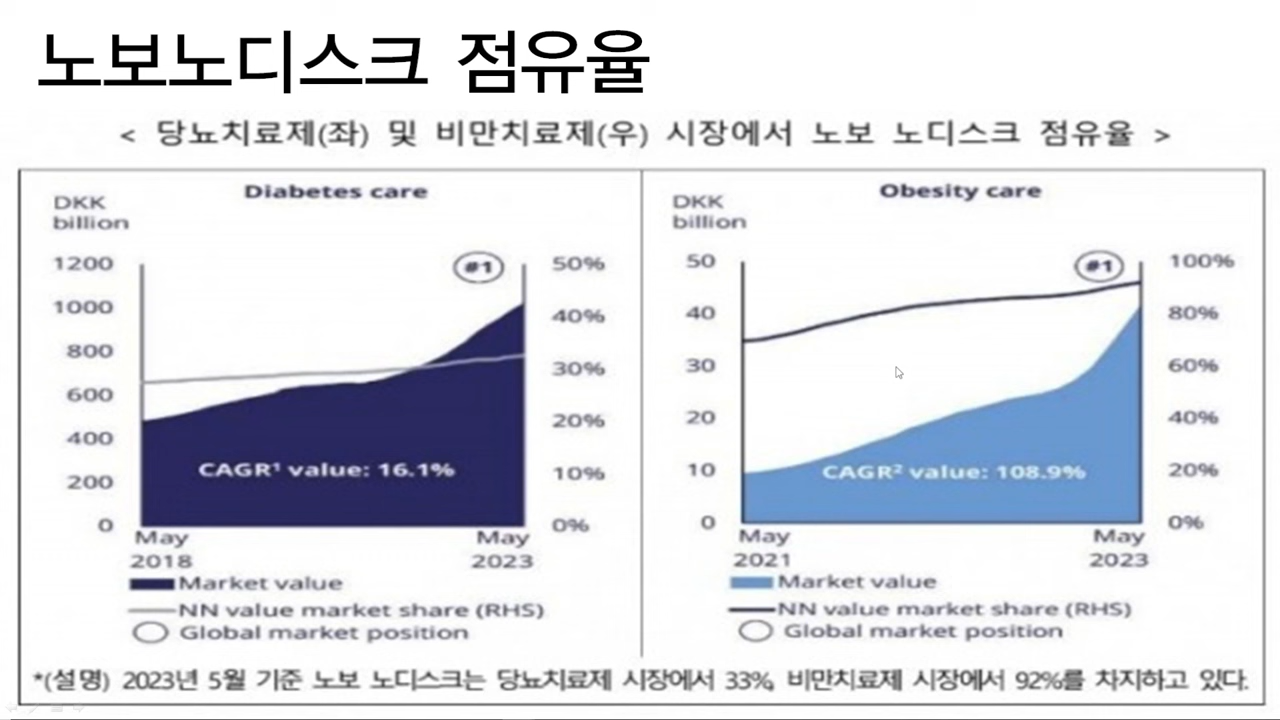 노보노디스크 점유율
< 당뇨치료제(좌) 및 비만치료제(우) 시장에서 노보 노디스크 점유율 >
Diabetes care
DKK
billion
#1
1200
1000
800
600
400
200
0
50%
40%
30%
20%
10%
0%
CAGR¹ value: 16.1%
May
2018
May
2023
Market value
NN value market share (RHS)
Global market position
Obesity care
DKK
billion
#1
50
40
30
20
10
0
100%
80%
60%
40%
20%
0%
CAGR² value: 108.9%
May
2021
May
2023
Market value
NN value market share (RHS)
Global market position
*(설명) 2023년 5월 기준 노보 노디스크는 당뇨치료제 시장에서 33%, 비만치료제 시장에서 92%를 차지하고 있다.